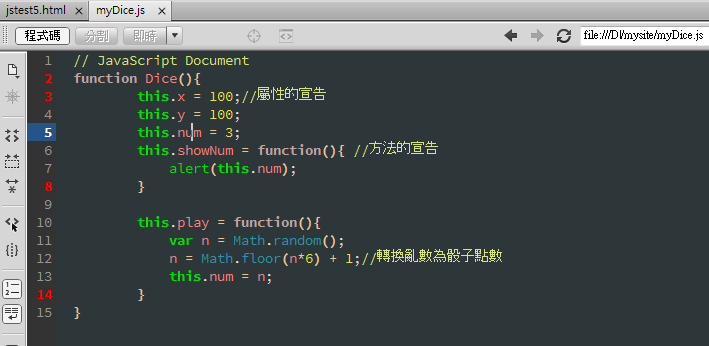 jstest5.html × myDice.js ×
程式碼 分割 即時 file:///D|/mysite/myDice.js
1 // JavaScript Document
2 function Dice(){
3 this.x = 100;//屬性的宣告
4 this.y = 100;
5 this.num = 3;
6 this.showNum = function(){ //方法的宣告
7 alert(this.num);
8 }
9
10 this.play = function(){
11 var n = Math.random();
12 n = Math.floor(n*6) + 1;//轉換亂數為骰子點數
13 this.num = n;
14 }
15 }